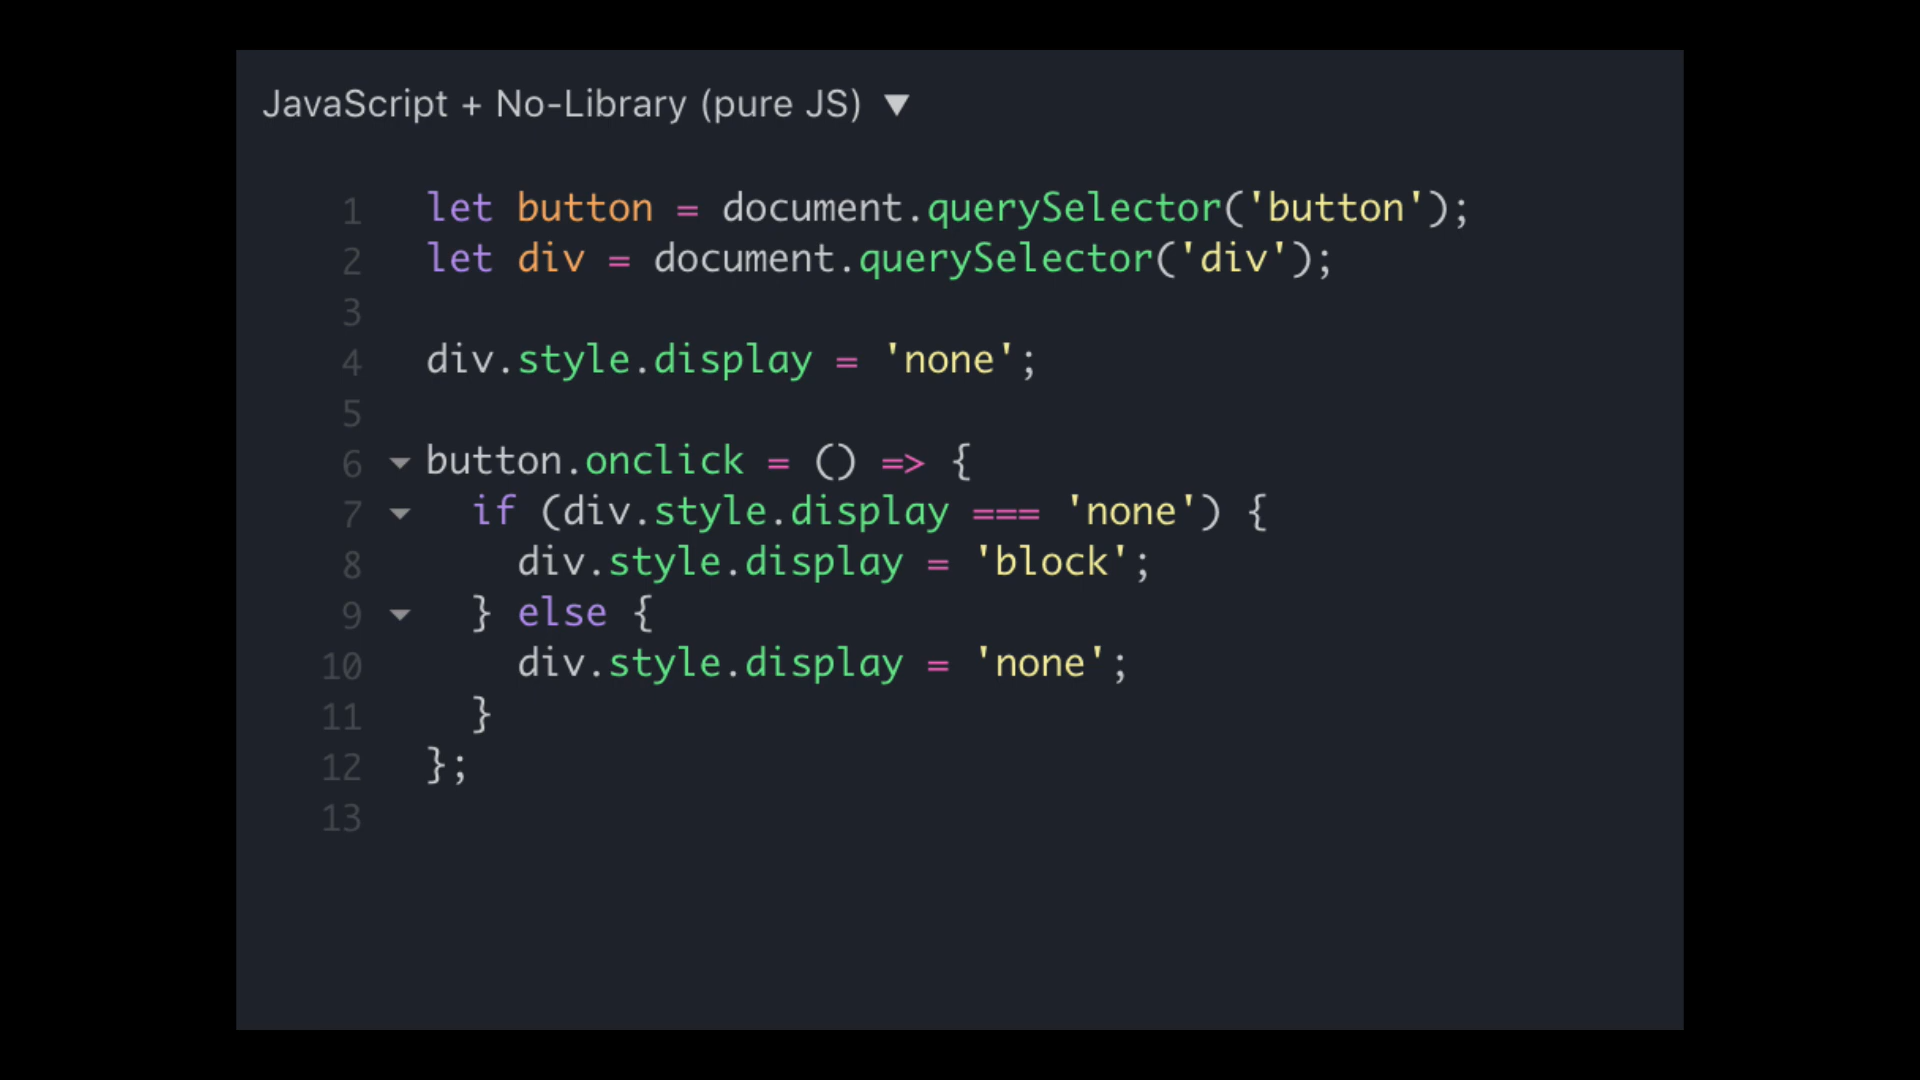 JavaScript + No-Library (pure JS) ▼
1 let button = document.querySelector('button');
2 let div = document.querySelector('div');
3
4 div.style.display = 'none';
5
6 button.onclick = () => {
7   if (div.style.display === 'none') {
8     div.style.display = 'block';
9   } else {
10     div.style.display = 'none';
11   }
12 };
13